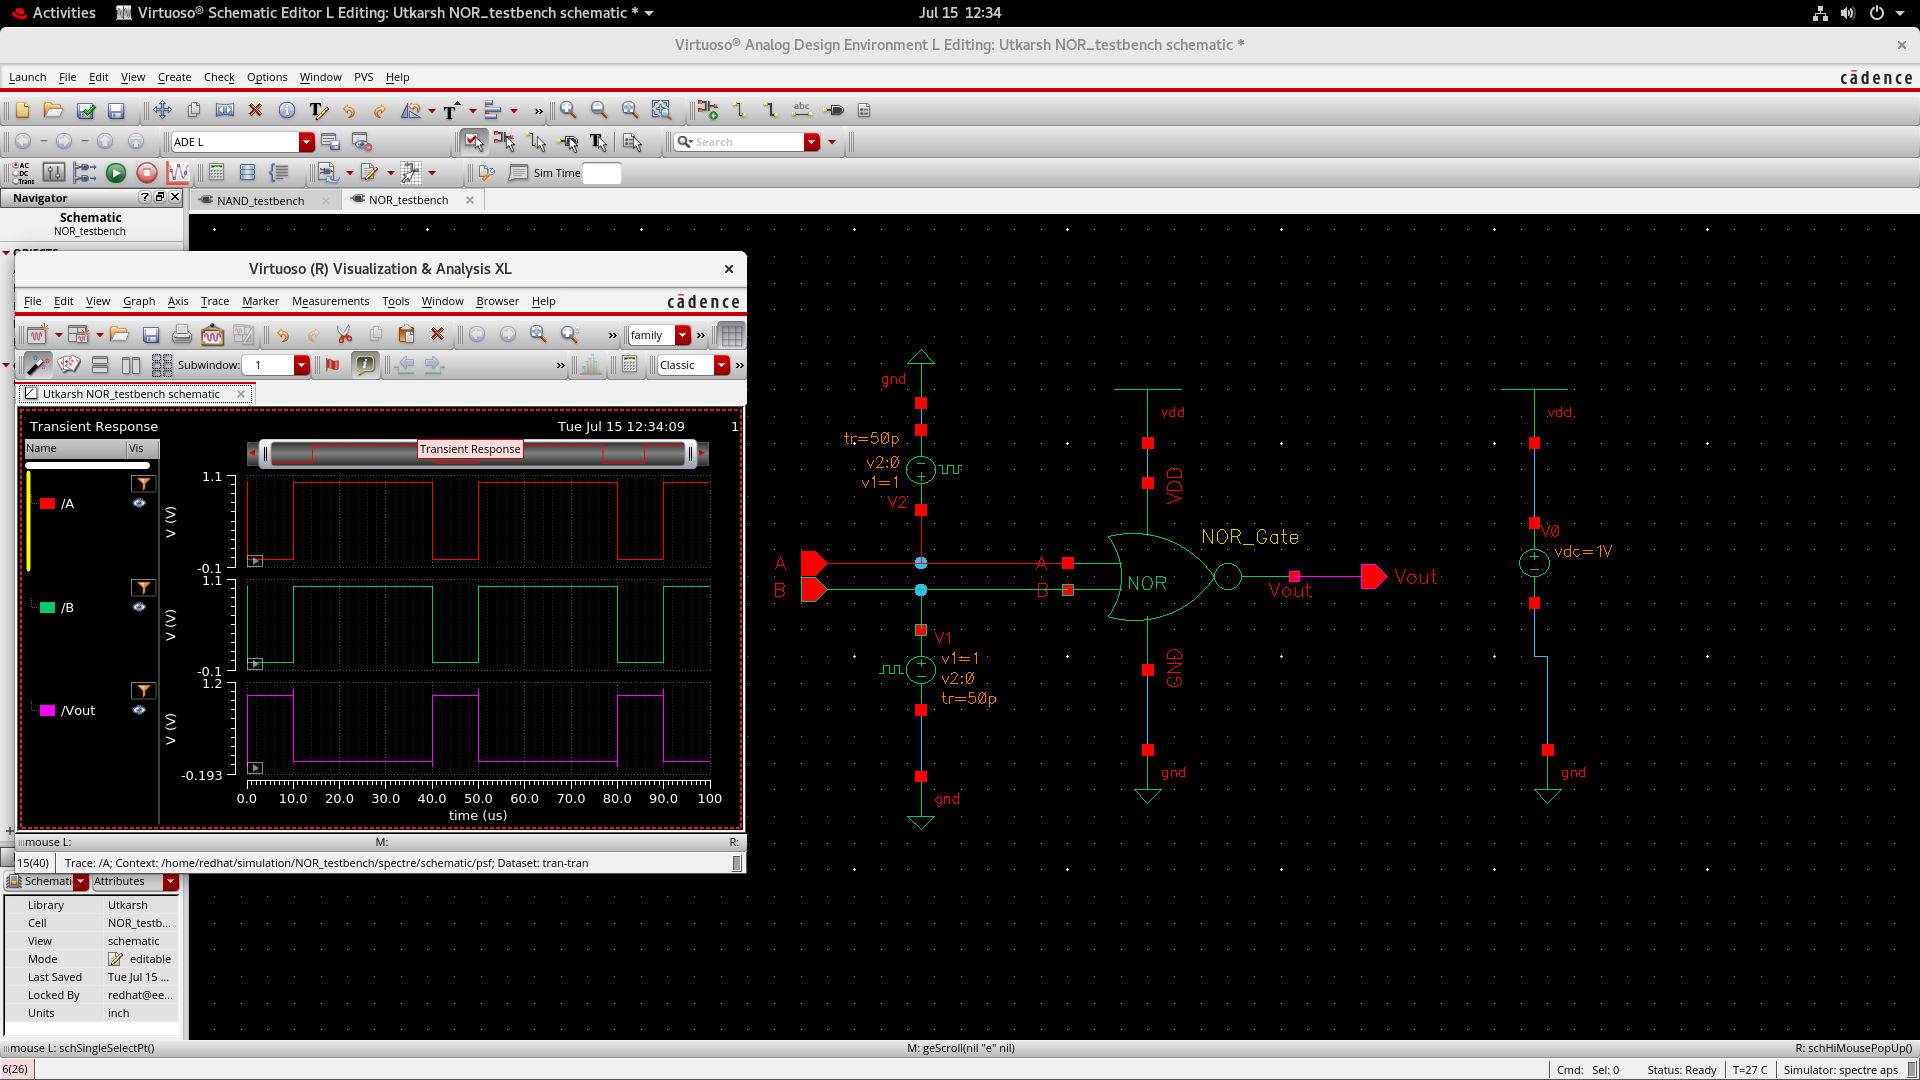 Activities
Virtuoso® Schematic Editor L Editing: Utkarsh NOR_testbench schematic *
Jul 15 12:34
Virtuoso® Analog Design Environment L Editing: Utkarsh NOR_testbench schematic *
Launch File Edit View Create Check Options Window PVS Help
cādence
ADE L
Search
AC
DC
Trans
Sim Time
Navigator
NAND_testbench
NOR_testbench
Schematic
NOR_testbench
Virtuoso (R) Visualization & Analysis XL
File Edit View Graph Axis Trace Marker Measurements Tools Window Browser Help
cādence
family
Subwindow: 1
Classic
Utkarsh NOR_testbench schematic
Transient Response
Tue Jul 15 12:34:09
1
Name
Vis
Transient Response
/A
1.1
V (V)
-0.1
/B
1.1
V (V)
-0.1
/Vout
1.2
V (V)
-0.193
0.0 10.0 20.0 30.0 40.0 50.0 60.0 70.0 80.0 90.0 100
time (us)
mouse L:
M:
R:
15(40)
Trace: /A; Context: /home/redhat/simulation/NOR_testbench/spectre/schematic/psf; Dataset: tran-tran
gnd
tr=50p
v2:0
v1=1
V2
A
B
A
B
V1
v1=1
v2:0
tr=50p
gnd
vdd
VDD
NOR_Gate
NOR
Vout
Vout
GND
gnd
vdd
V0
vdc=1V
gnd
Schemati
Attributes
Library Utkarsh
Cell NOR_testb...
View schematic
Mode editable
Last Saved Tue Jul 15 ...
Locked By redhat@ee...
Units inch
mouse L: schSingleSelectPt()
M: geScroll(nil "e" nil)
R: schHiMousePopUp()
6(26)
Cmd: Sel: 0
Status: Ready
T=27 C
Simulator: spectre aps